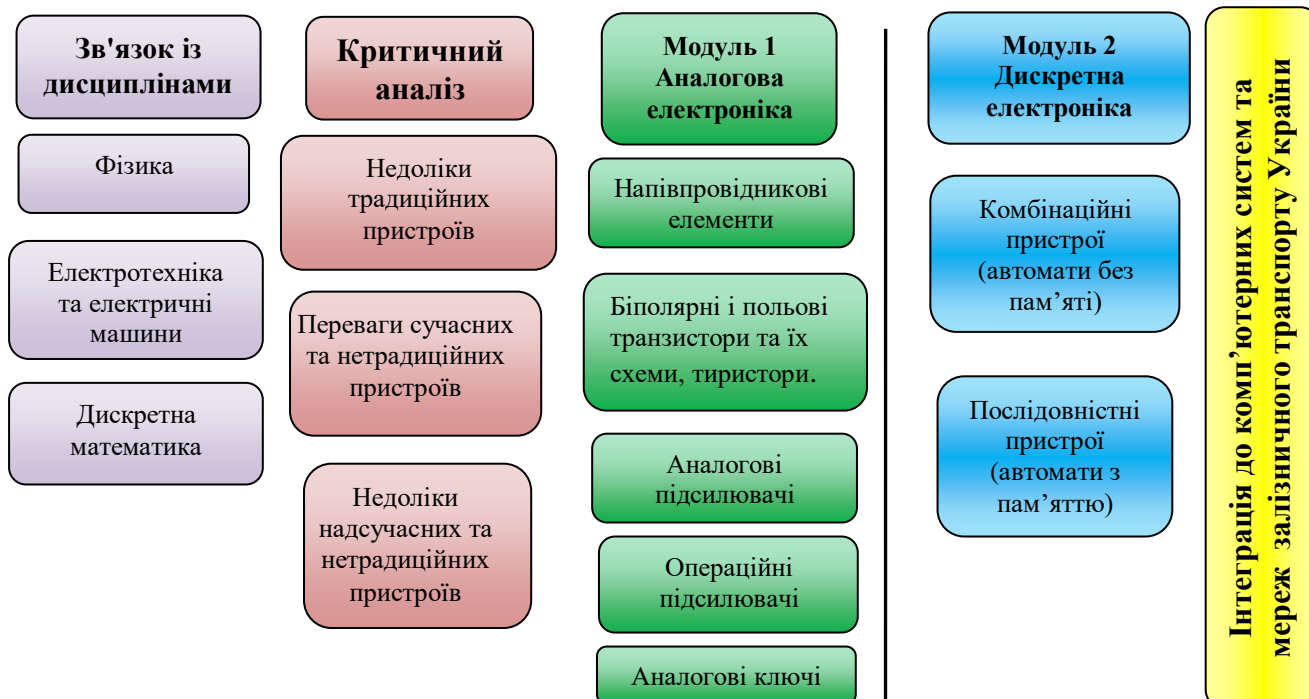 Зв'язок із
дисциплінами
Фізика
Електротехніка
та електричні
машини
Дискретна
математика
Критичний
аналіз
Недоліки
традиційних
пристроїв
Переваги сучасних
та нетрадиційних
пристроїв
Недоліки
надсучасних та
нетрадиційних
пристроїв
Модуль 1
Аналогова
електроніка
Напівпровідникові
елементи
Біполярні і польові
транзистори та їх
схеми, тиристори.
Аналогові
підсилювачі
Операційні
підсилювачі
Аналогові ключі
Модуль 2
Дискретна
електроніка
Комбінаційні
пристрої
(автомати без
пам’яті)
Послідовністні
пристрої
(автомати з
пам’яттю)
Інтеграція до комп’ютерних систем та
мереж залізничного транспорту України